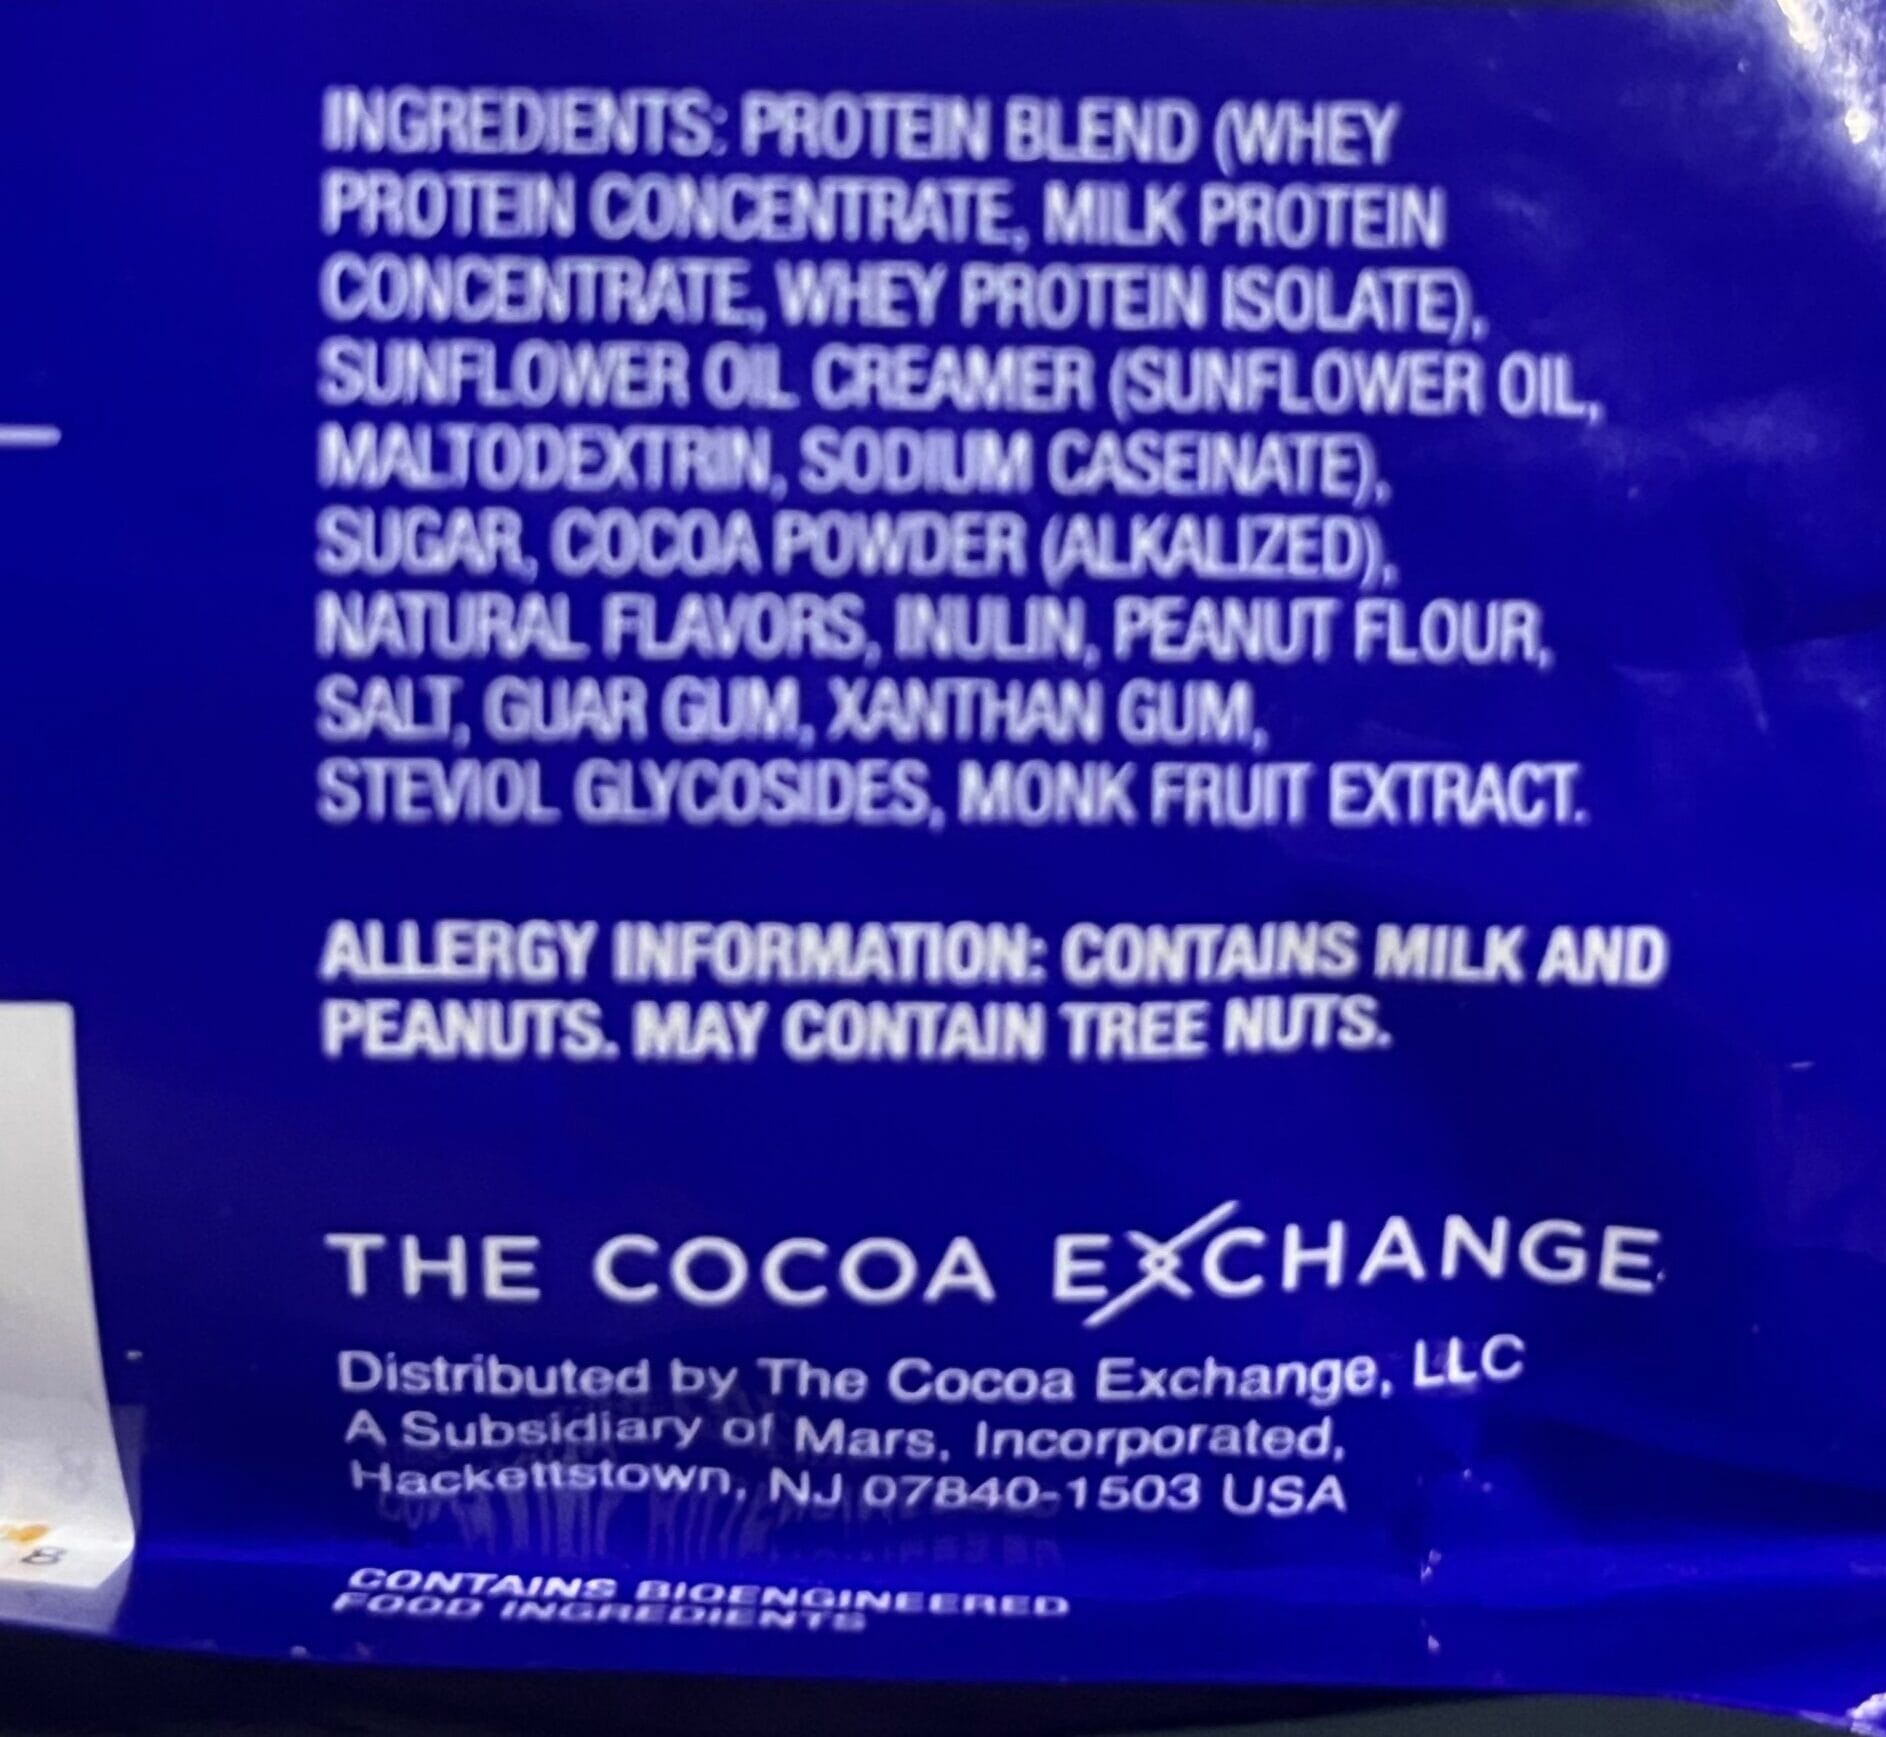 INGREDIENTS: PROTEIN BLEND (WHEY
PROTEIN CONCENTRATE, MILK PROTEIN
CONCENTRATE, WHEY PROTEIN ISOLATE),
SUNFLOWER OIL CREAMER (SUNFLOWER OIL,
MALTODEXTRIN, SODIUM CASEINATE),
SUGAR, COCOA POWDER (ALKALIZED),
NATURAL FLAVORS, INULIN, PEANUT FLOUR,
SALT, GUAR GUM, XANTHAN GUM,
STEVIOL GLYCOSIDES, MONK FRUIT EXTRACT.
ALLERGY INFORMATION: CONTAINS MILK AND
PEANUTS. MAY CONTAIN TREE NUTS.
THE COCOA EXCHANGE
Distributed by The Cocoa Exchange, LLC
A Subsidiary of Mars, Incorporated,
Hackettstown, NJ 07840-1503 USA
CONTAINS BIOENGINEERED
FOOD INGREDIENTS
8